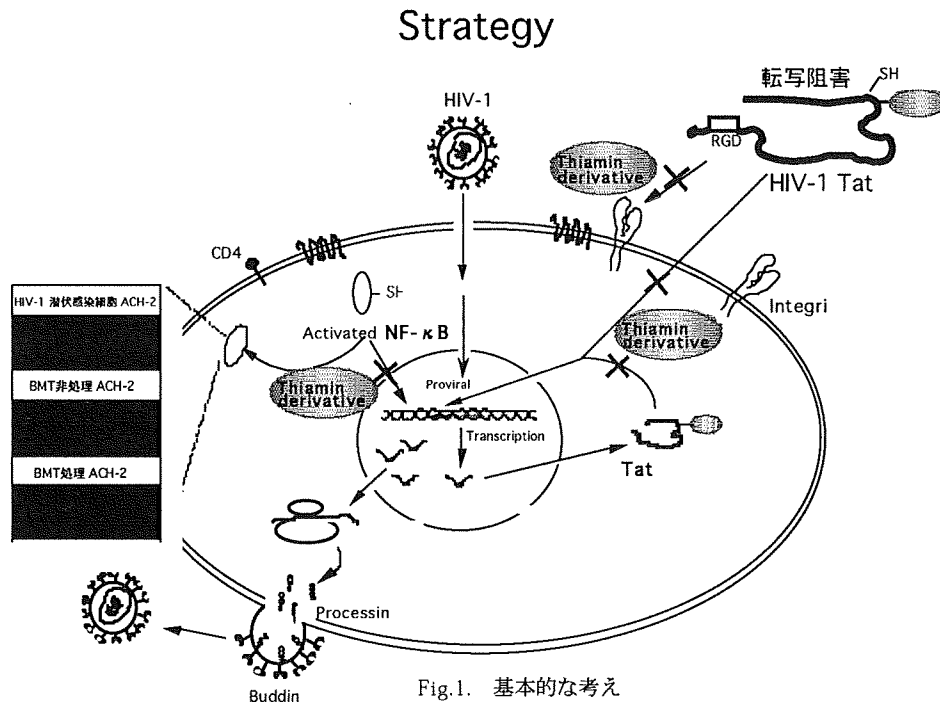 Strategy
HIV-1
転写阻害
SH
RGD
HIV-1 Tat
Thiamin
derivative
CD4
SH
Activated NF-κB
Integri
Thiamin
derivative
HIV-1 潜伏感染細胞 ACH-2
BMT非処理 ACH-2
BMT処理 ACH-2
Thiamin
derivative
Proviral
Transcription
Tat
Processin
Buddin
Fig.1. 基本的な考え